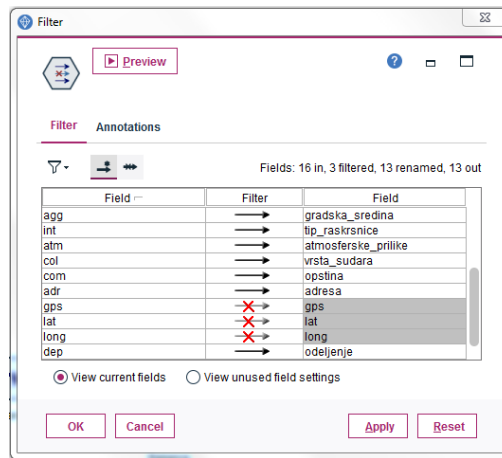 Filter
Preview
?
Filter Annotations
Fields: 16 in, 3 filtered, 13 renamed, 13 out
Field Filter Field
agg gradska_sredina
int tip_raskrsnice
atm atmosferske_prilike
col vrsta_sudara
com opstina
adr adresa
gps gps
lat lat
long long
dep odeljenje
View current fields View unused field settings
OK Cancel Apply Reset